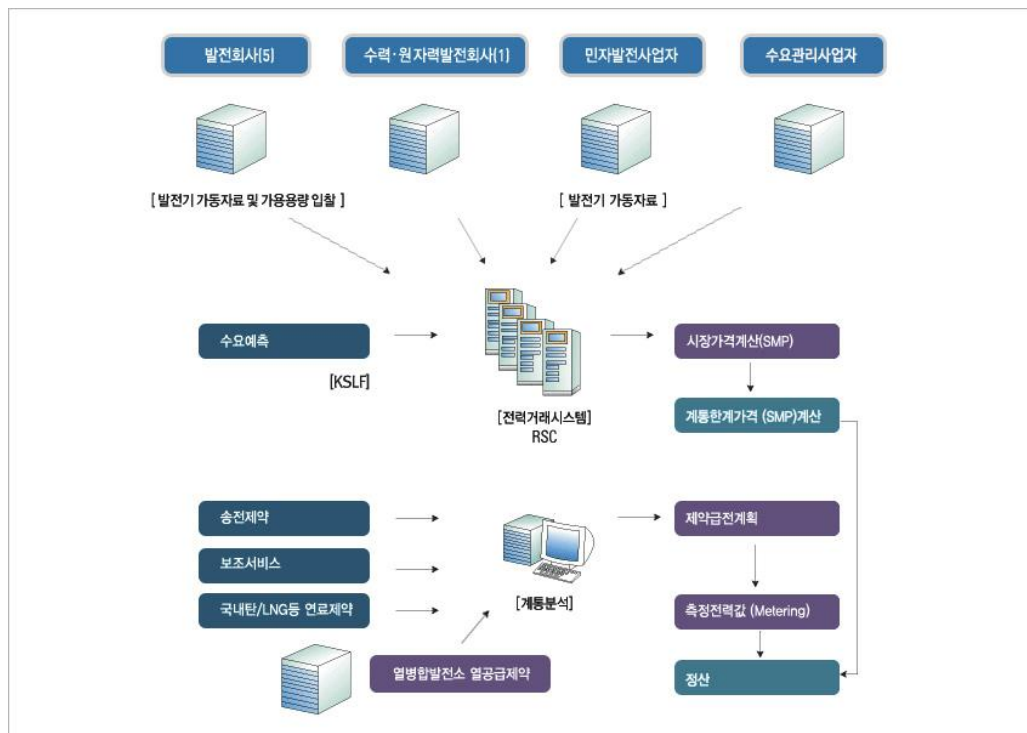 발전회사(5)
수력·원자력발전회사(1)
민자발전사업자
수요관리사업자
[ 발전기 가동자료 및 가용용량 입찰 ]
[ 발전기 가동자료 ]
수요예측
[KSLF]
[전력거래시스템]
RSC
시장가격계산(SMP)
계통한계가격 (SMP)계산
송전제약
보조서비스
국내탄/LNG등 연료제약
열병합발전소 열공급제약
[계통분석]
제약급전계획
측정전력값 (Metering)
정산